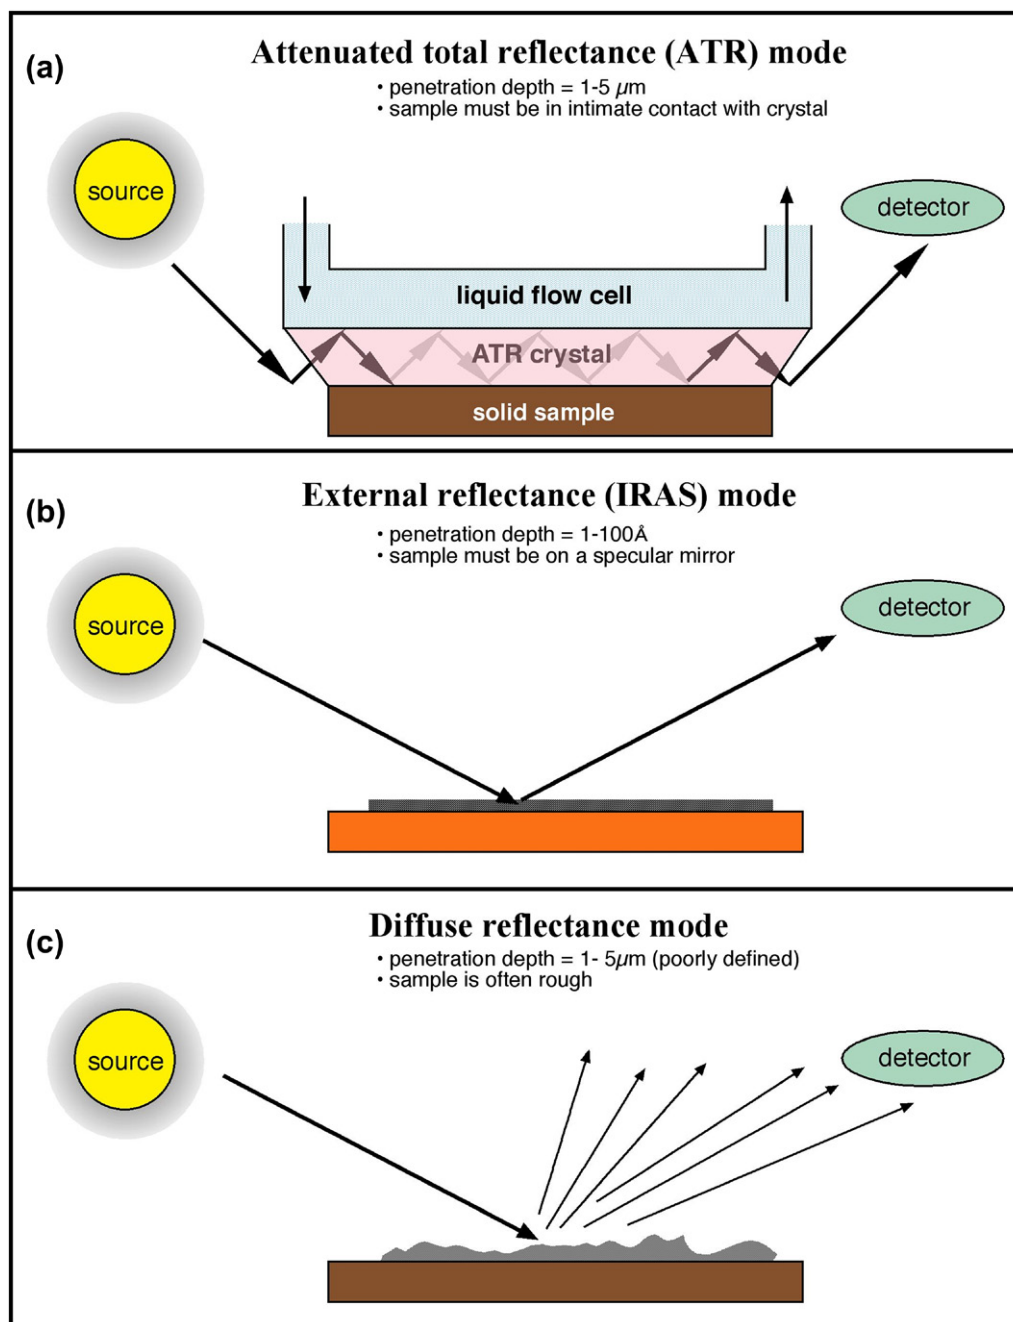 (a)
Attenuated total reflectance (ATR) mode
• penetration depth = 1-5 μm
• sample must be in intimate contact with crystal
source
detector
liquid flow cell
ATR crystal
solid sample
(b)
External reflectance (IRAS) mode
• penetration depth = 1-100Å
• sample must be on a specular mirror
source
detector
(c)
Diffuse reflectance mode
• penetration depth = 1- 5μm (poorly defined)
• sample is often rough
source
detector